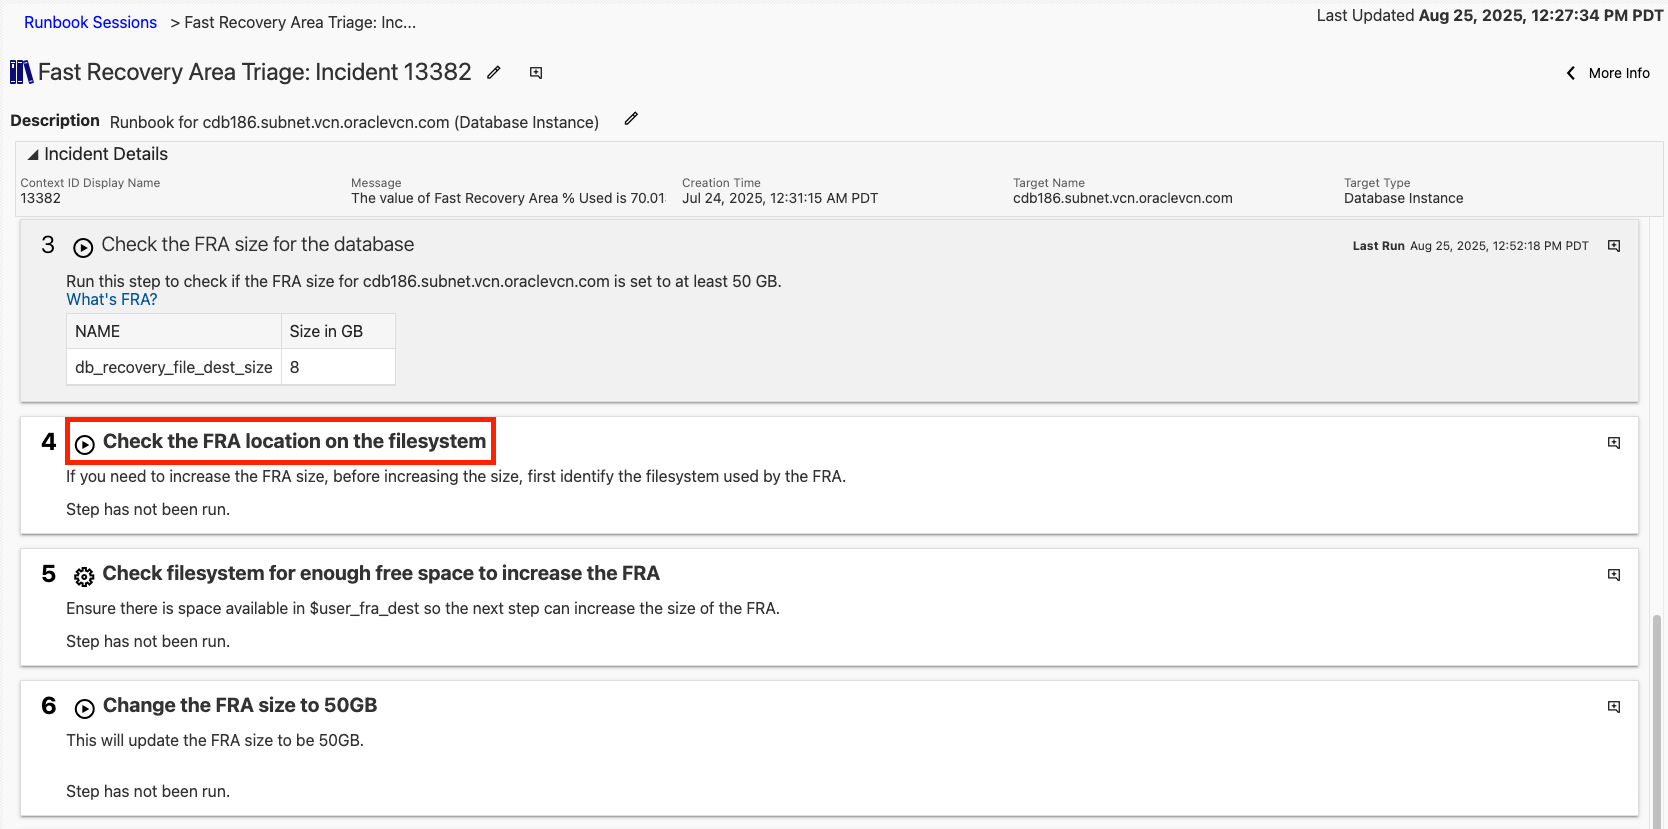 Runbook Sessions > Fast Recovery Area Triage: Inc...
Last Updated Aug 25, 2025, 12:27:34 PM PDT
Fast Recovery Area Triage: Incident 13382
More Info
Description Runbook for cdb186.subnet.vcn.oraclevcn.com (Database Instance)
Incident Details
Context ID Display Name
13382
Message
The value of Fast Recovery Area % Used is 70.01
Creation Time
Jul 24, 2025, 12:31:15 AM PDT
Target Name
cdb186.subnet.vcn.oraclevcn.com
Target Type
Database Instance
3 Check the FRA size for the database
Last Run Aug 25, 2025, 12:52:18 PM PDT
Run this step to check if the FRA size for cdb186.subnet.vcn.oraclevcn.com is set to at least 50 GB.
What's FRA?
NAME Size in GB
db_recovery_file_dest_size 8
4 Check the FRA location on the filesystem
If you need to increase the FRA size, before increasing the size, first identify the filesystem used by the FRA.
Step has not been run.
5 Check filesystem for enough free space to increase the FRA
Ensure there is space available in $user_fra_dest so the next step can increase the size of the FRA.
Step has not been run.
6 Change the FRA size to 50GB
This will update the FRA size to be 50GB.
Step has not been run.